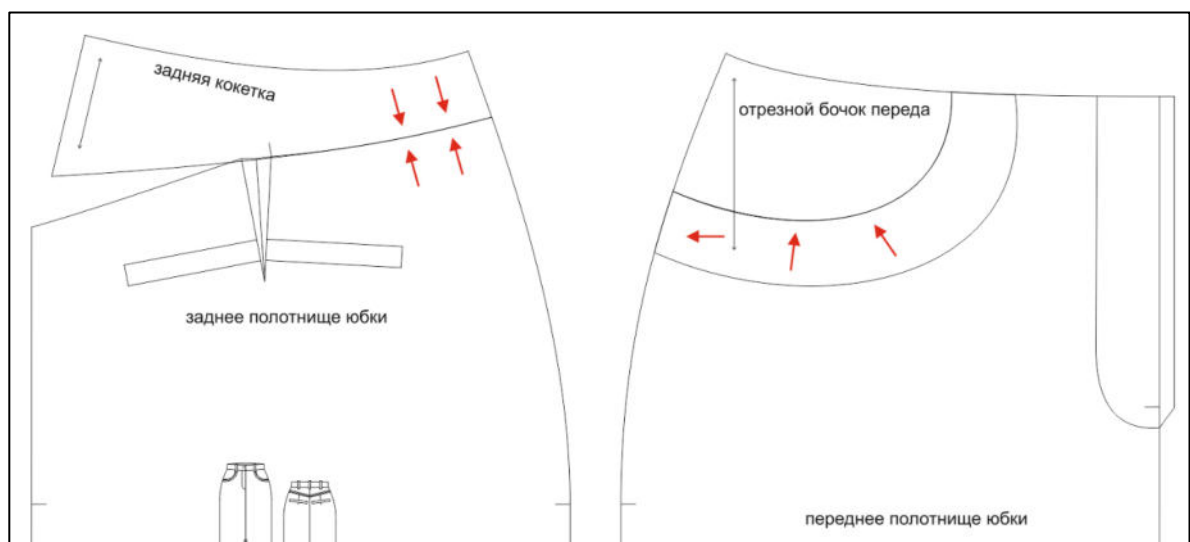 задняя кокетка
отрезной бочок переда
заднее полотнище юбки
переднее полотнище юбки